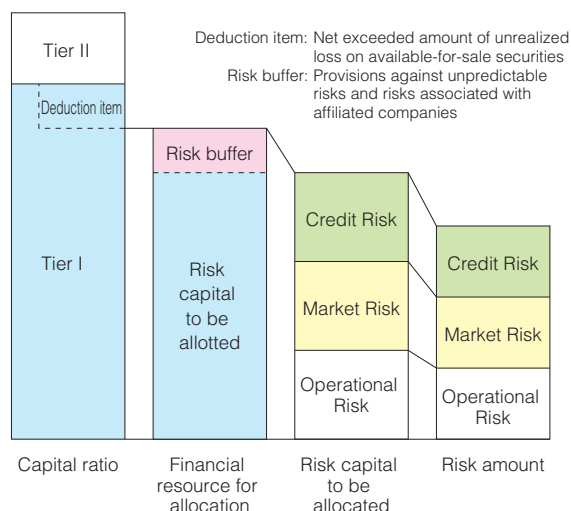 Tier II
Deduction item: Net exceeded amount of unrealized
loss on available-for-sale securities
Risk buffer: Provisions against unpredictable
risks and risks associated with
affiliated companies
Deduction item
Risk buffer
Tier I
Risk
capital
to be
allotted
Credit Risk
Market Risk
Operational
Risk
Credit Risk
Market Risk
Operational
Risk
Capital ratio
Financial
resource for
allocation
Risk capital
to be
allocated
Risk amount